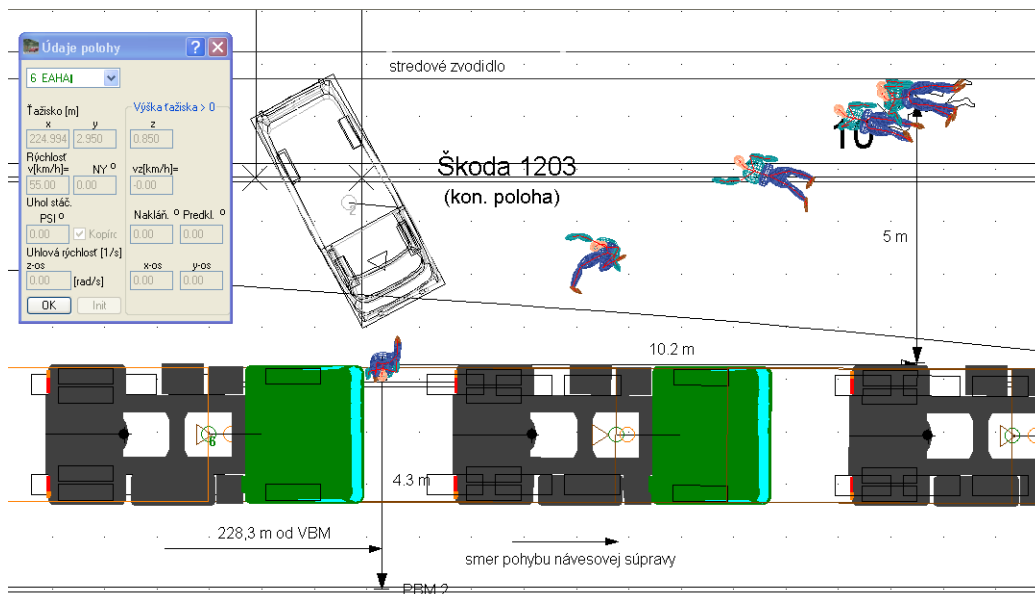 Údaje polohy
6 EAHAI
Ťažisko [m]
x
y
224.994
2.950
Rýchlosť
v[km/h]=
NY º
55.00
0.00
Uhol stáč.
PSI º
0.00
Kopírc
Uhlová rýchlosť [1/s]
z-os
0.00
[rad/s]
OK
Init
Výška ťažiska > 0
z
0.850
vz[km/h]=
-0.00
Nakláň. º
Predkl. º
0.00
0.00
x-os
y-os
0.00
0.00
stredové zvodidlo
Škoda 1203
(kon. poloha)
2
10
5 m
10.2 m
6
4.3 m
228,3 m od VBM
smer pohybu návesovej súpravy
PBM 2